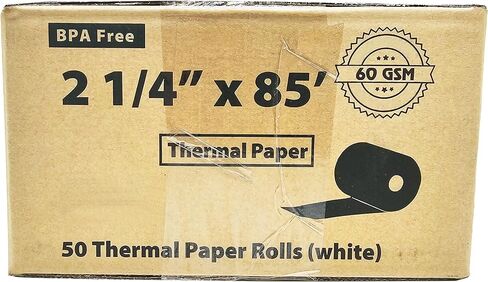 BPA Free
2 1/4” x 85’
60 GSM
Thermal Paper
50 Thermal Paper Rolls (white)